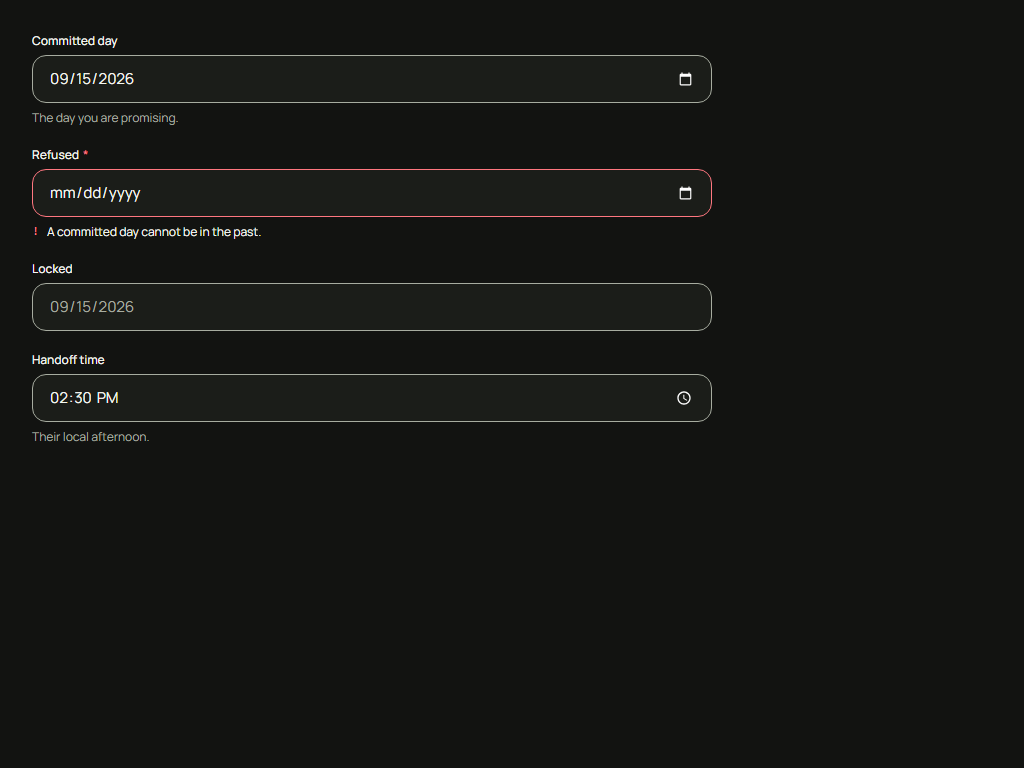 Committed day
09/15/2026
The day you are promising.
Refused *
mm/dd/yyyy
! A committed day cannot be in the past.
Locked
09/15/2026
Handoff time
02:30 PM
Their local afternoon.